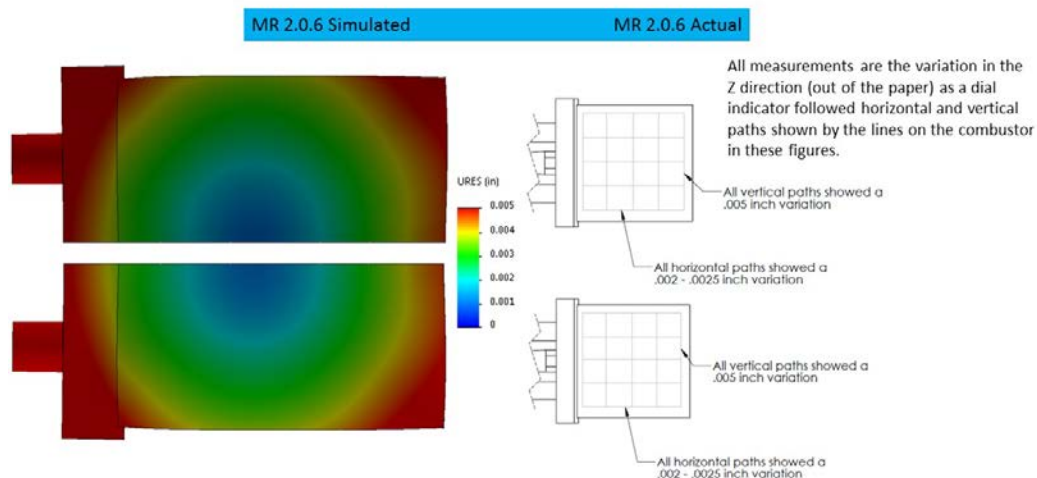 MR 2.0.6 Simulated
MR 2.0.6 Actual
All measurements are the variation in the
Z direction (out of the paper) as a dial
indicator followed horizontal and vertical
paths shown by the lines on the combustor
in these figures.
URES (in)
0.005
0.004
0.003
0.002
0.001
0
All vertical paths showed a
.005 inch variation
All horizontal paths showed a
.002 - .0025 inch variation
All vertical paths showed a
.005 inch variation
All horizontal paths showed a
.002 - .0025 inch variation